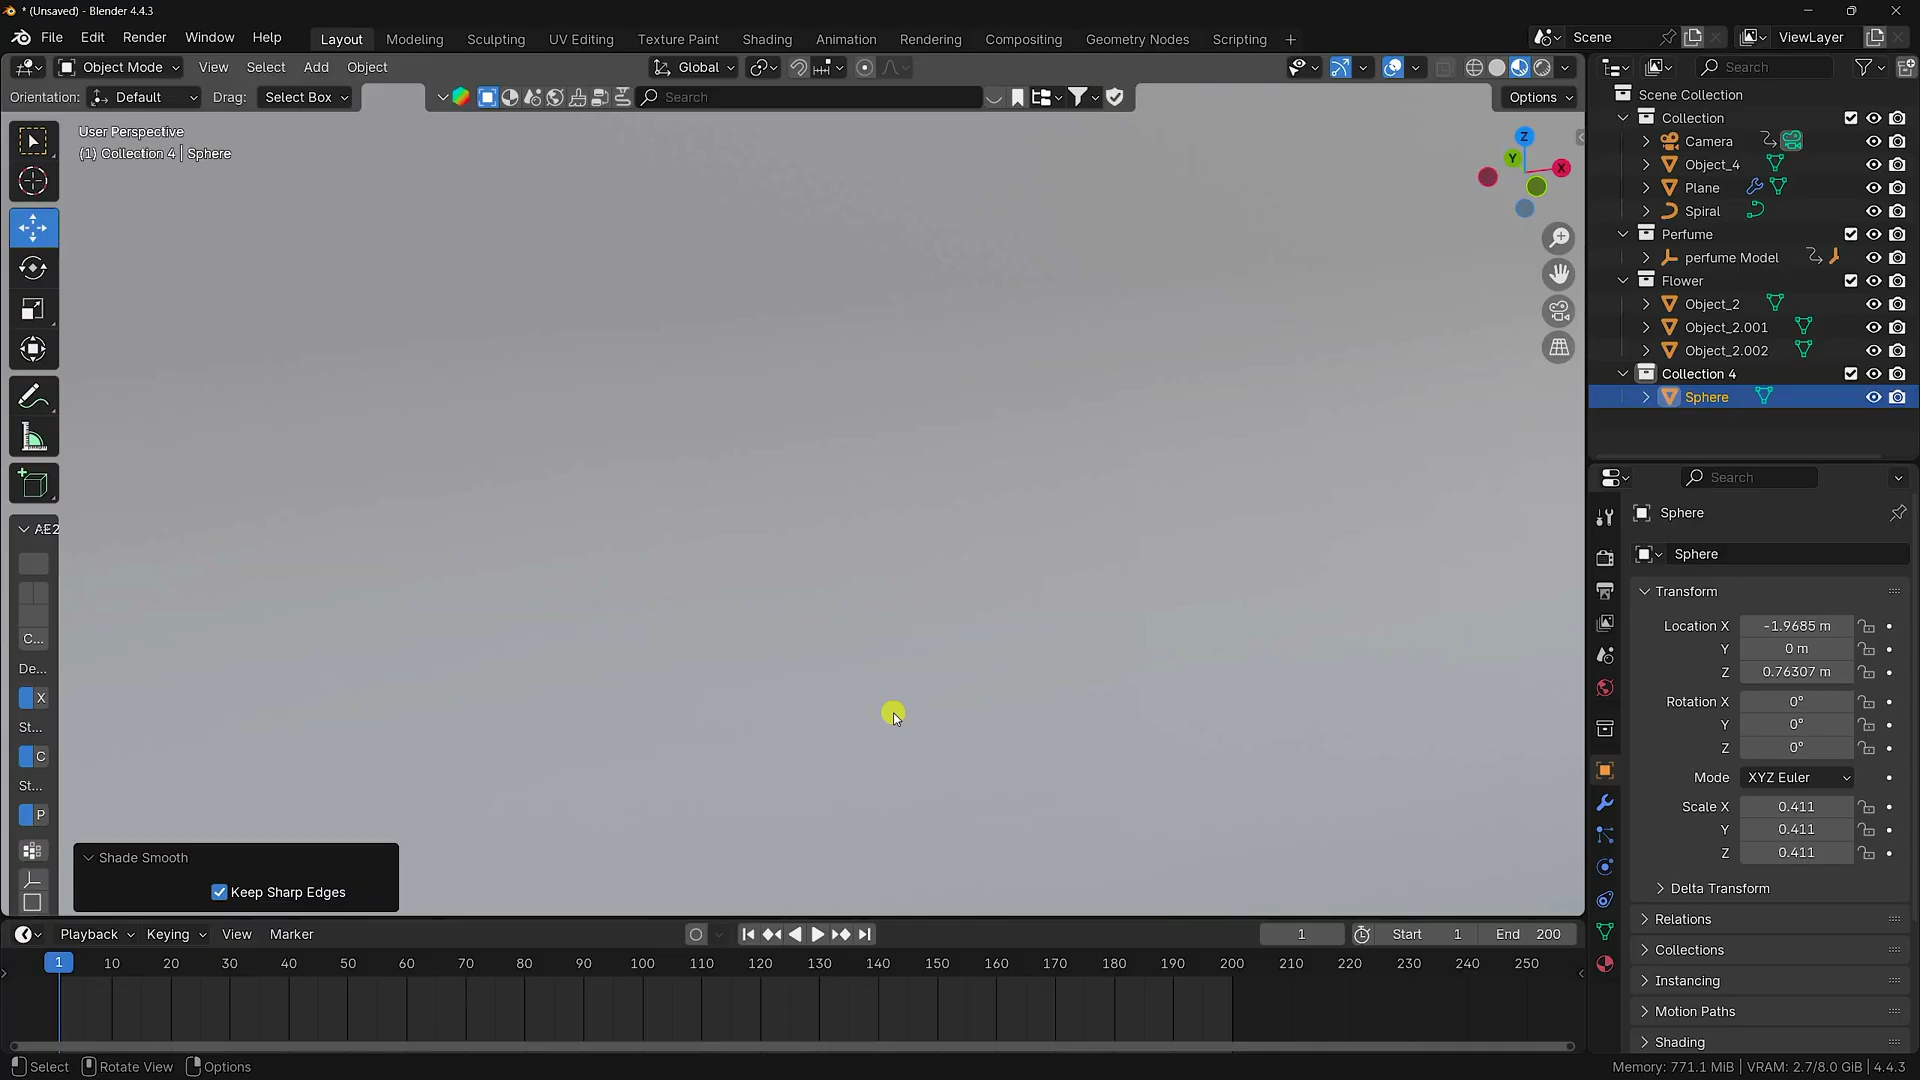 * (Unsaved) - Blender 4.4.3
File Edit Render Window Help
Layout Modeling Sculpting UV Editing Texture Paint Shading Animation Rendering Compositing Geometry Nodes Scripting +
Scene ViewLayer
Object Mode View Select Add Object Global
Search
Orientation: Default Drag: Select Box Search Options
User Perspective
(1) Collection 4 | Sphere
Z
Y
X
Scene Collection
Collection
Camera
Object_4
Plane
Spiral
Perfume
perfume Model
Flower
Object_2
Object_2.001
Object_2.002
Collection 4
Sphere
AE2
C...
De...
X
St...
C
St...
P
Search
Sphere
Sphere
Transform
Location X -1.9685 m
Y 0 m
Z 0.76307 m
Rotation X 0°
Y 0°
Z 0°
Mode XYZ Euler
Scale X 0.411
Y 0.411
Z 0.411
Delta Transform
Relations
Collections
Instancing
Motion Paths
Shading
Shade Smooth
Keep Sharp Edges
Playback Keying View Marker 1 Start 1 End 200
1 10 20 30 40 50 60 70 80 90 100 110 120 130 140 150 160 170 180 190 200 210 220 230 240 250
Select Rotate View Options
Memory: 771.1 MiB | VRAM: 2.7/8.0 GiB | 4.4.3